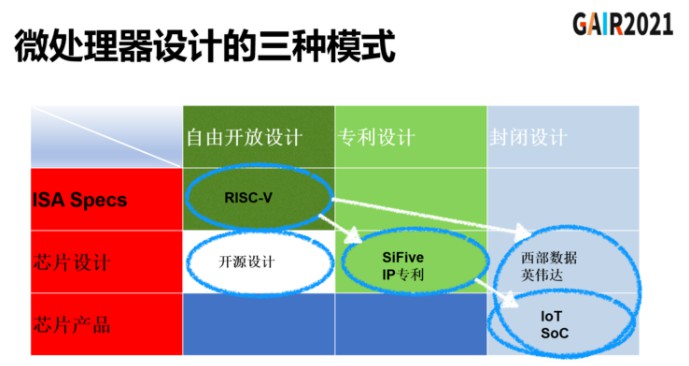 GAIR2021
微处理器设计的三种模式
自由开放设计
专利设计
封闭设计
ISA Specs
RISC-V
芯片设计
开源设计
SiFive
IP专利
西部数据
英伟达
芯片产品
IoT
SoC